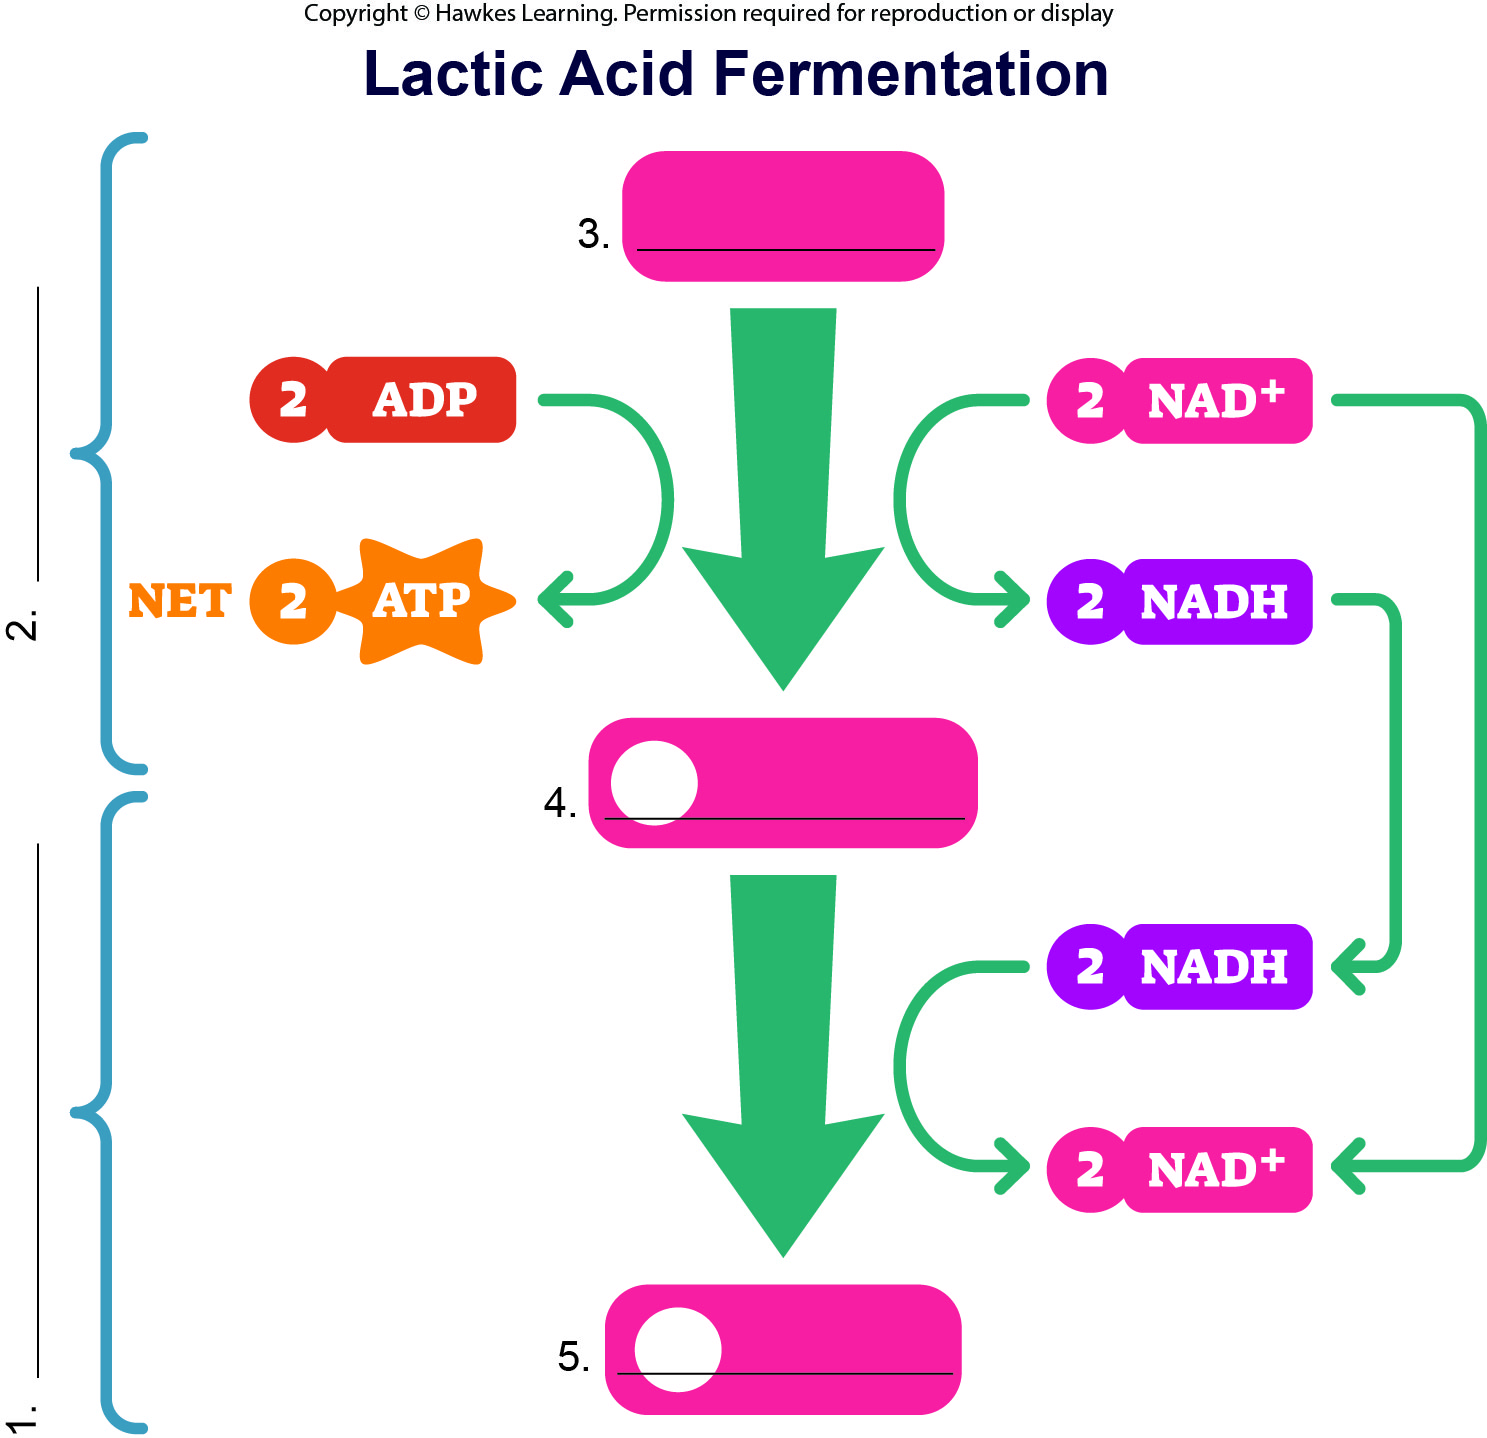 Copyright © Hawkes Learning. Permission required for reproduction or display
Lactic Acid Fermentation
3.
2 ADP
2 NAD+
2.
NET 2 ATP
2 NADH
4.
2 NADH
2 NAD+
5.
1.